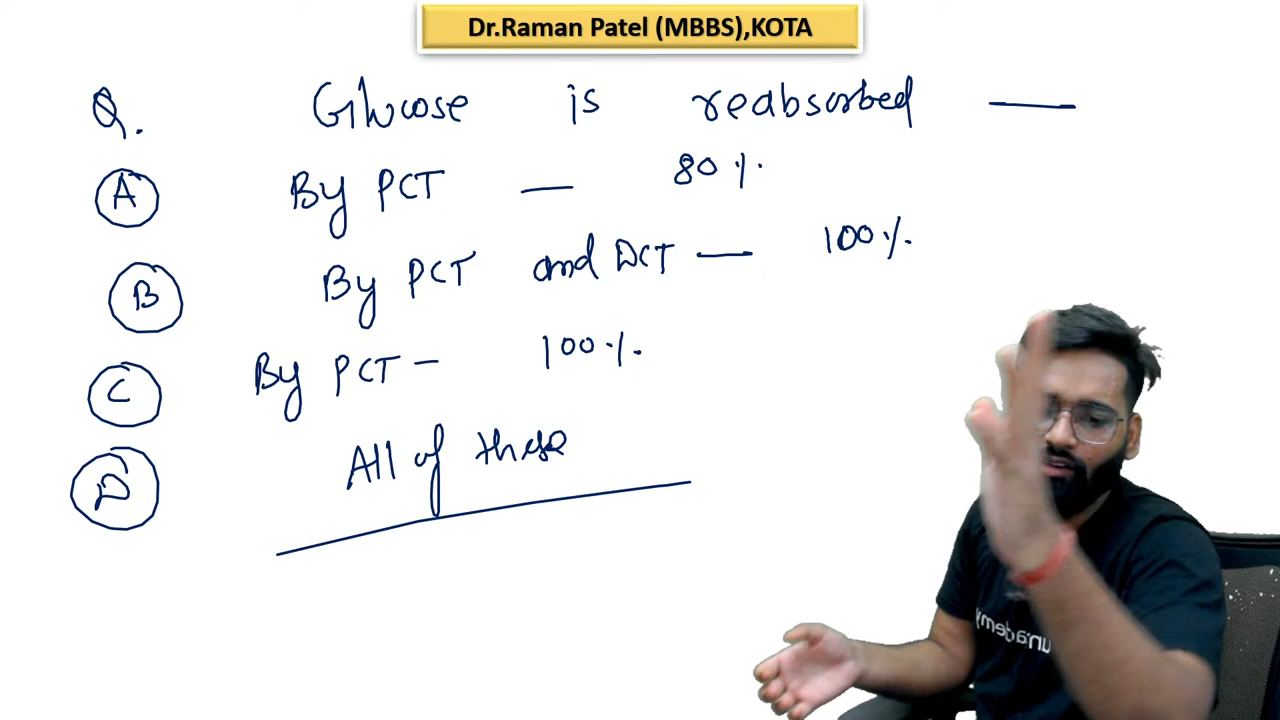 Dr.Raman Patel (MBBS),KOTA
Q. Glucose is reabsorbed —
A By PCT — 80%.
B By PCT and DCT — 100%.
C By PCT - 100%.
D All of these
unacademy